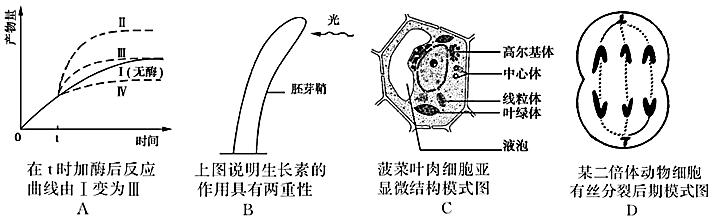 产物量
II
III
I(无酶)
IV
0
t
时间
在t时加酶后反应
曲线由I变为III
A
光
胚芽鞘
上图说明生长素的
作用具有两重性
B
高尔基体
中心体
线粒体
叶绿体
液泡
菠菜叶肉细胞亚
显微结构模式图
C
某二倍体动物细胞
有丝分裂后期模式图
D